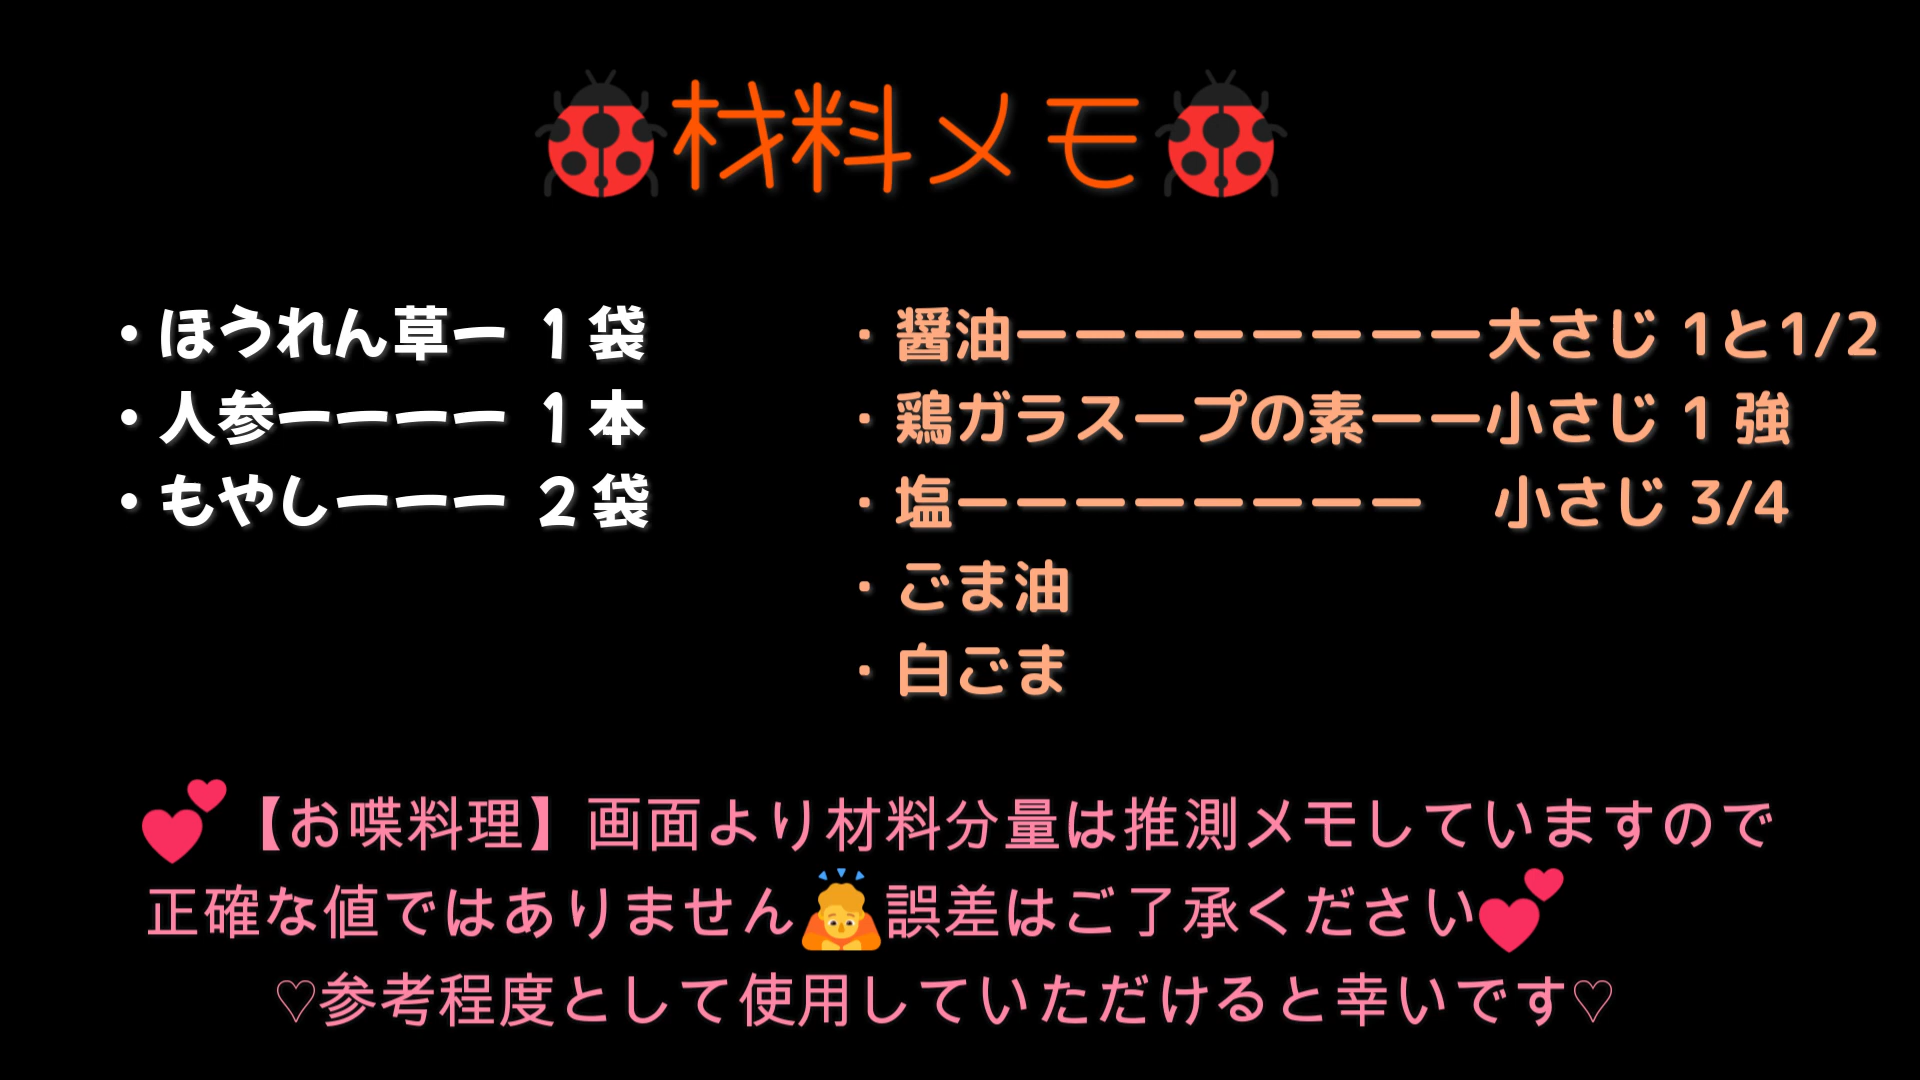 🐞材料メモ🐞
・ほうれん草ー 1 袋
・人参ーーーー 1 本
・もやしーーー 2 袋
・醤油ーーーーーーーー大さじ 1と1/2
・鶏ガラスープの素ーー小さじ 1 強
・塩ーーーーーーーー　小さじ 3/4
・ごま油
・白ごま
💕【お喋料理】画面より材料分量は推測メモしていますので
正確な値ではありません🙇誤差はご了承ください💕
♡参考程度として使用していただけると幸いです♡